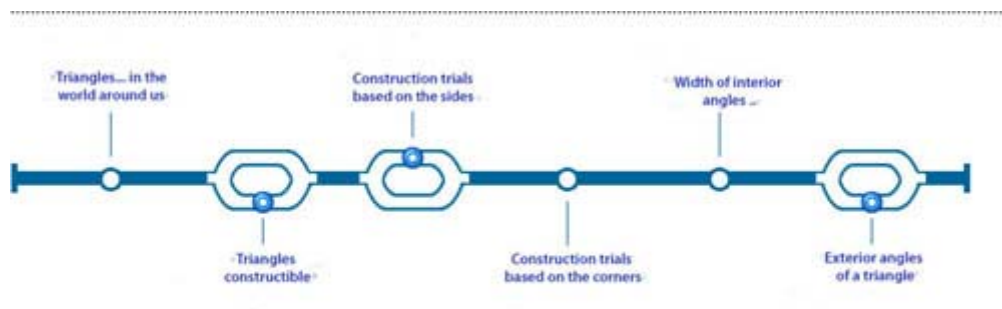 Triangles... in the
world around us
Construction trials
based on the sides
Width of interior
angles ...
Triangles
constructible
Construction trials
based on the corners
Exterior angles
of a triangle